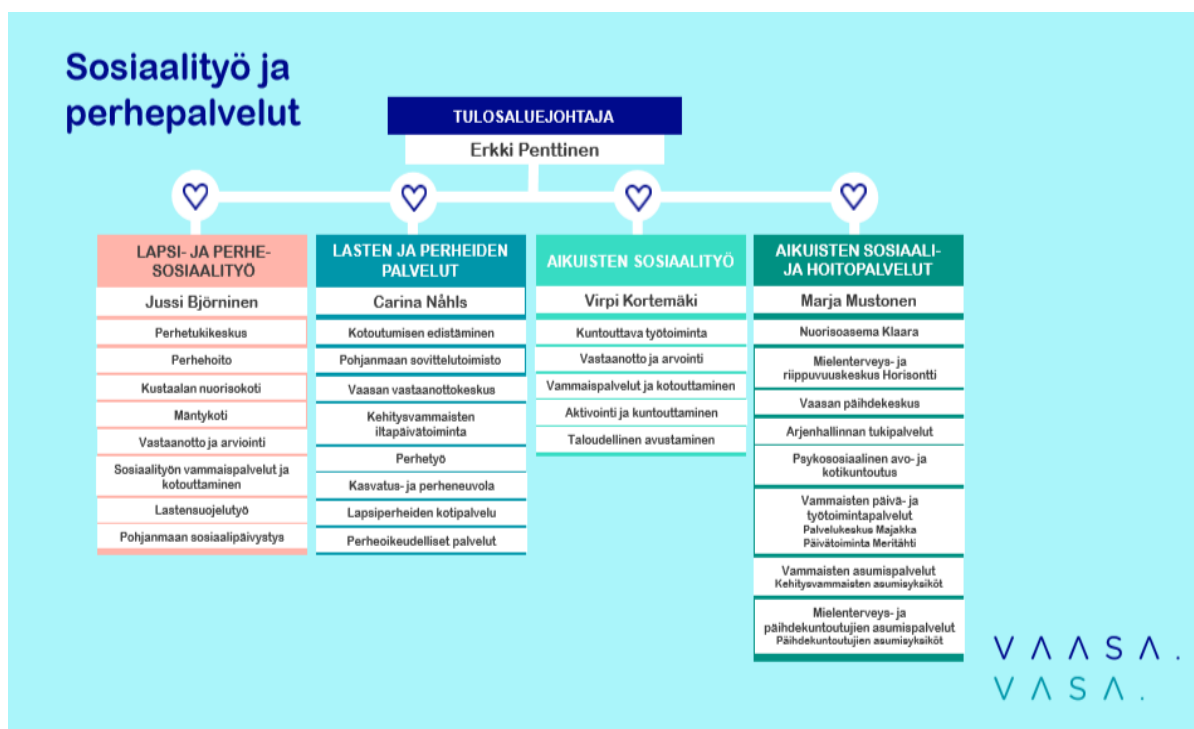 Sosiaalityö ja
perhepalvelut
TULOSALUEJOHTAJA
Erkki Penttinen
LAPSI- JA PERHE-
SOSIAALITYÖ
Jussi Björninen
Perhetukikeskus
Perhehoito
Kustaalan nuorisokoti
Mäntykoti
Vastaanotto ja arviointi
Sosiaalityön vammaispalvelut ja
kotouttaminen
Lastensuojelutyö
Pohjanmaan sosiaalipäivystys
LASTEN JA PERHEIDEN
PALVELUT
Carina Nåhls
Kotoutumisen edistäminen
Pohjanmaan sovittelutoimisto
Vaasan vastaanottokeskus
Kehitysvammaisten
iltapäivätoiminta
Perhetyö
Kasvatus- ja perheneuvola
Lapsiperheiden kotipalvelu
Perheoikeudelliset palvelut
AIKUISTEN SOSIAALITYÖ
Virpi Kortemäki
Kuntouttava työtoiminta
Vastaanotto ja arvointi
Vammaispalvelut ja kotouttaminen
Aktivointi ja kuntouttaminen
Taloudellinen avustaminen
AIKUISTEN SOSIAALI-
JA HOITOPALVELUT
Marja Mustonen
Nuorisoasema Klaara
Mielenterveys- ja
riippuvuuskeskus Horisontti
Vaasan päihdekeskus
Arjenhallinnan tukipalvelut
Psykososiaalinen avo- ja
kotikuntoutus
Vammaisten päivä- ja
työtoimintapalvelut
Palvelukeskus Majakka
Päivätoiminta Meritähti
Vammaisten asumispalvelut
Kehitysvammaisten asumisyksiköt
Mielenterveys- ja
päihdekuntoutujien asumispalvelut
Päihdekuntoutujien asumisyksiköt
VAASA.
VASA.